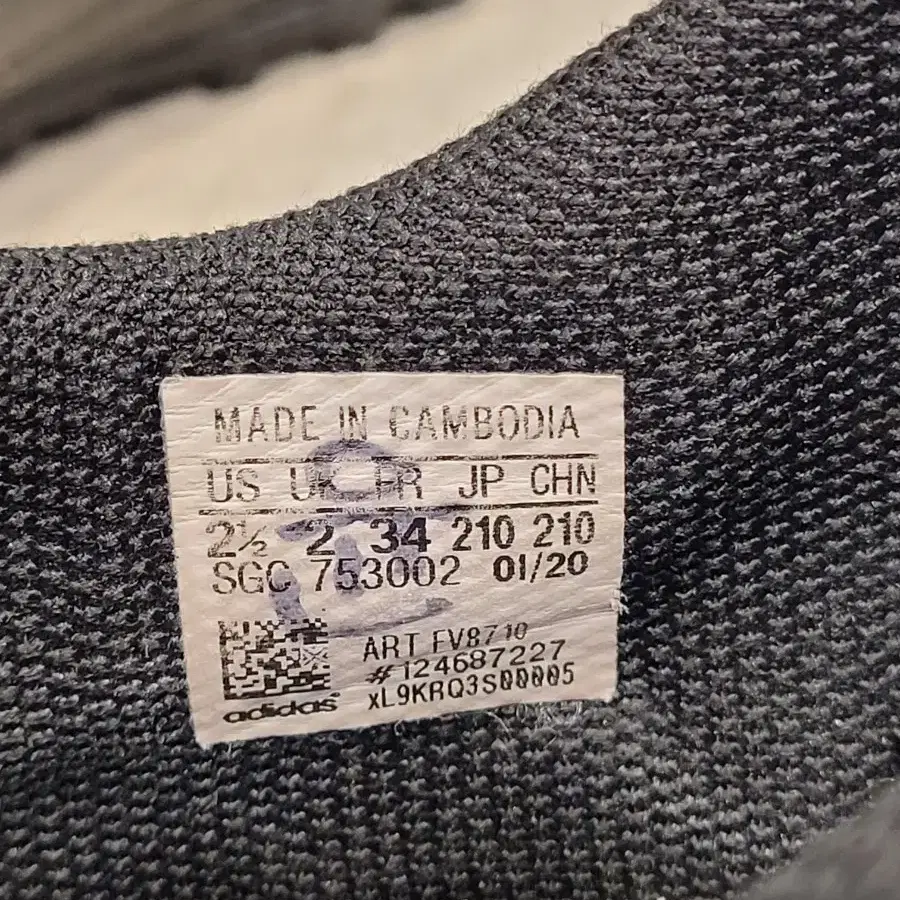 MADE IN CAMBODIA
US UK FR JP CHN
2½ 2 34 210 210
SGC 753002 01/20
ART FV8710
#124687227
xL9KRQ3S00005
adidas